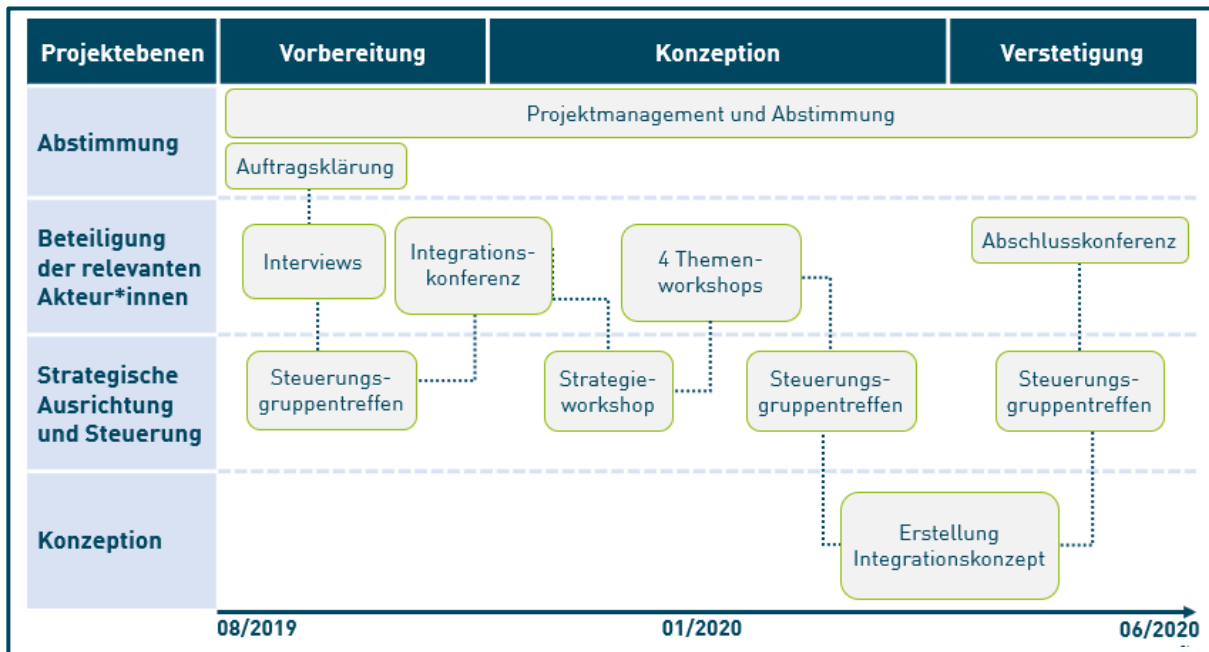 Projektebenen
Vorbereitung
Konzeption
Verstetigung
Abstimmung
Projektmanagement und Abstimmung
Auftragsklärung
Beteiligung
der relevanten
Akteur*innen
Interviews
Integrations-
konferenz
4 Themen-
workshops
Abschlusskonferenz
Strategische
Ausrichtung
und Steuerung
Steuerungs-
gruppentreffen
Strategie-
workshop
Steuerungs-
gruppentreffen
Steuerungs-
gruppentreffen
Konzeption
Erstellung
Integrationskonzept
08/2019
01/2020
06/2020